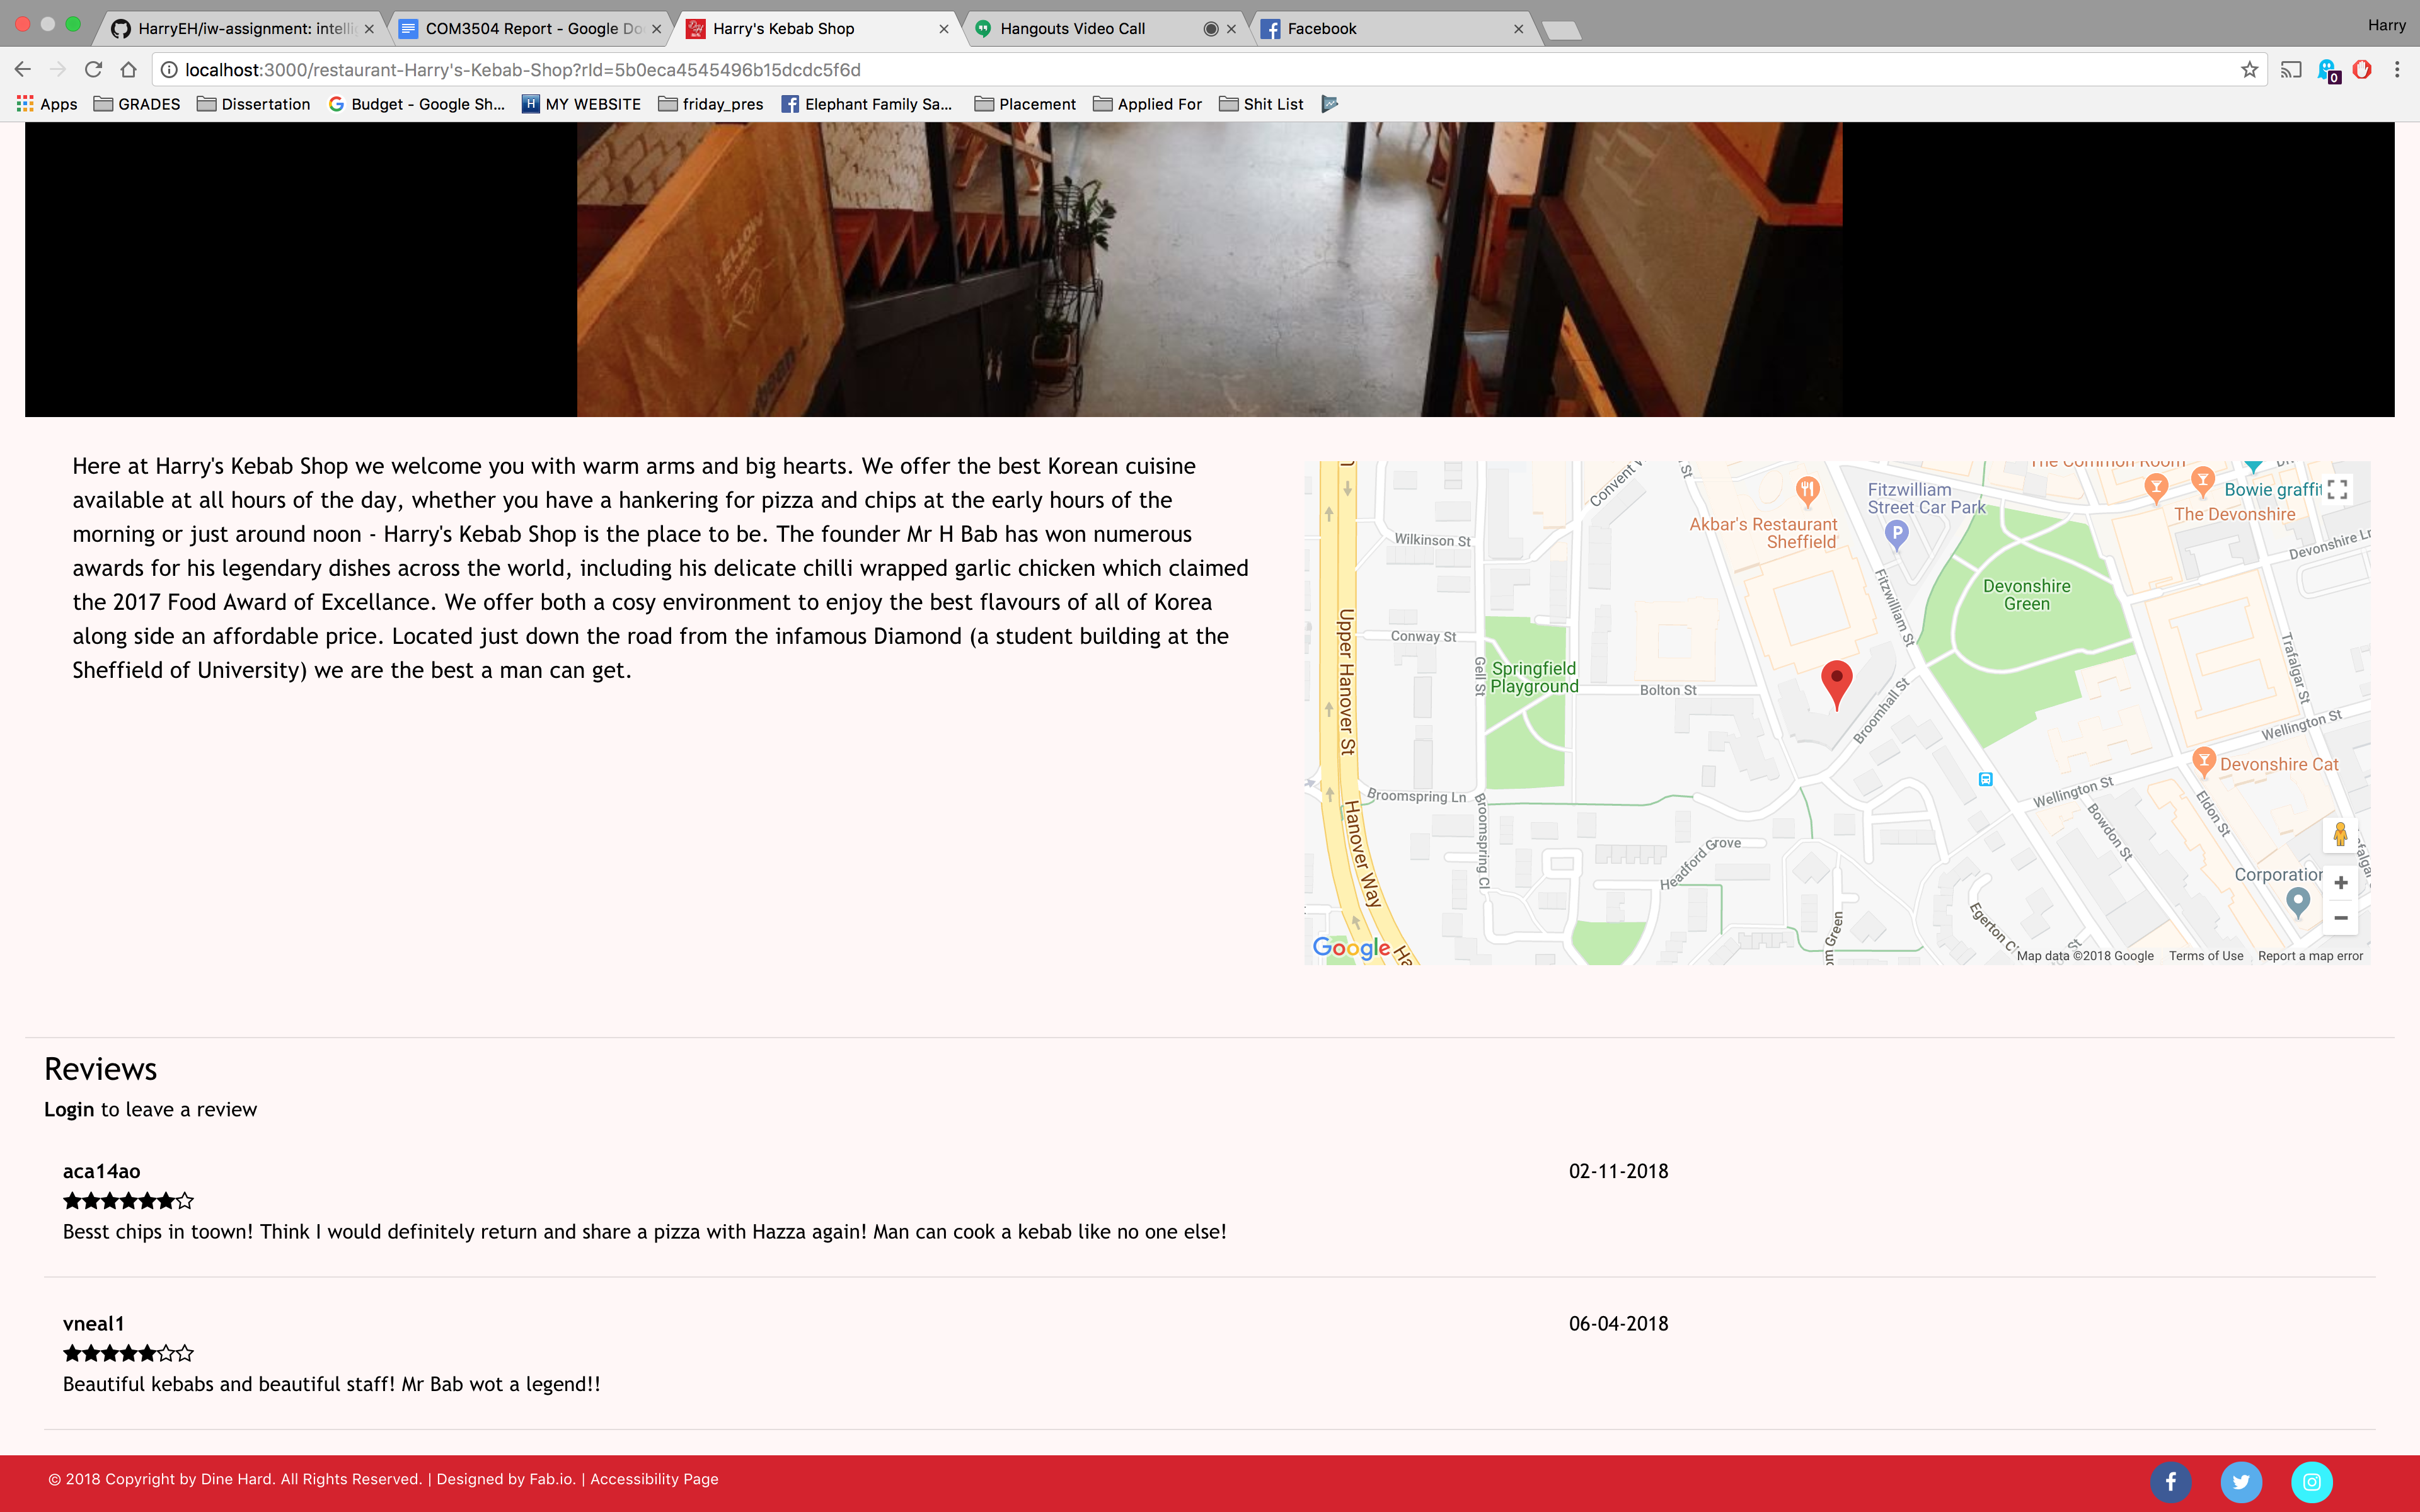 HarryEH/iw-assignment: intelli
COM3504 Report - Google Do
Harry's Kebab Shop
Hangouts Video Call
Facebook
Harry
localhost:3000/restaurant-Harry's-Kebab-Shop?rId=5b0eca4545496b15dcdc5f6d
0
Apps
GRADES
Dissertation
Budget - Google Sh...
MY WEBSITE
friday_pres
Elephant Family Sa...
Placement
Applied For
Shit List
Here at Harry's Kebab Shop we welcome you with warm arms and big hearts. We offer the best Korean cuisine
available at all hours of the day, whether you have a hankering for pizza and chips at the early hours of the
morning or just around noon - Harry's Kebab Shop is the place to be. The founder Mr H Bab has won numerous
awards for his legendary dishes across the world, including his delicate chilli wrapped garlic chicken which claimed
the 2017 Food Award of Excellance. We offer both a cosy environment to enjoy the best flavours of all of Korea
along side an affordable price. Located just down the road from the infamous Diamond (a student building at the
Sheffield of University) we are the best a man can get.
The Common Room
Convent
Fitzwilliam
Street Car Park
Bowie graffit
The Devonshire
Akbar's Restaurant
Sheffield
Wilkinson St
Devonshire Ln
Fitzwilliam St
Devonshire
Green
Upper Hanover St
Conway St
Gell St
Springfield
Playground
Bolton St
Broomhall St
Trafalgar St
Wellington St
Devonshire Cat
Broomspring Ln
Wellington St
Eldon St
Bowdon St
Hanover Way
Broomspring Cl
Headford Grove
Corporation
Egerton Cl
om Green
Google
Map data ©2018 Google
Terms of Use
Report a map error
Reviews
Login to leave a review
aca14ao
02-11-2018
Besst chips in toown! Think I would definitely return and share a pizza with Hazza again! Man can cook a kebab like no one else!
vneal1
06-04-2018
Beautiful kebabs and beautiful staff! Mr Bab wot a legend!!
© 2018 Copyright by Dine Hard. All Rights Reserved. | Designed by Fab.io. | Accessibility Page